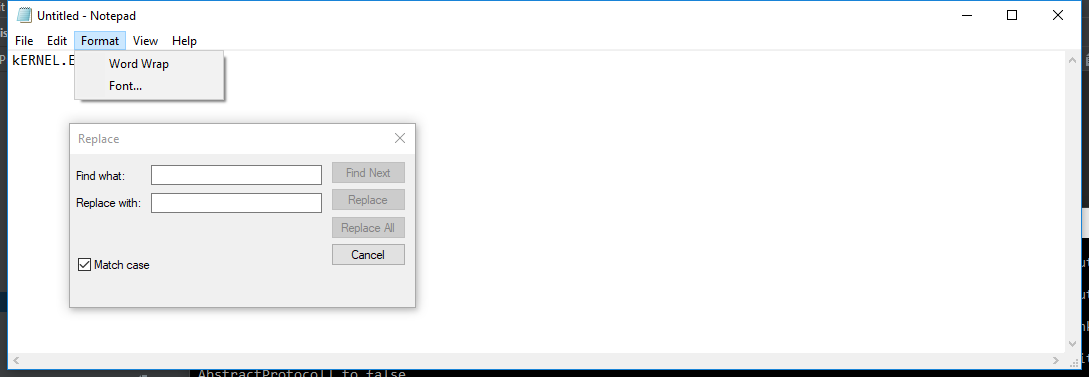 Untitled - Notepad
File Edit Format View Help
kERNEL.E
Word Wrap
Font...
Replace
Find what:
Find Next
Replace with:
Replace
Replace All
Cancel
Match case
AbstractProtocol] to false